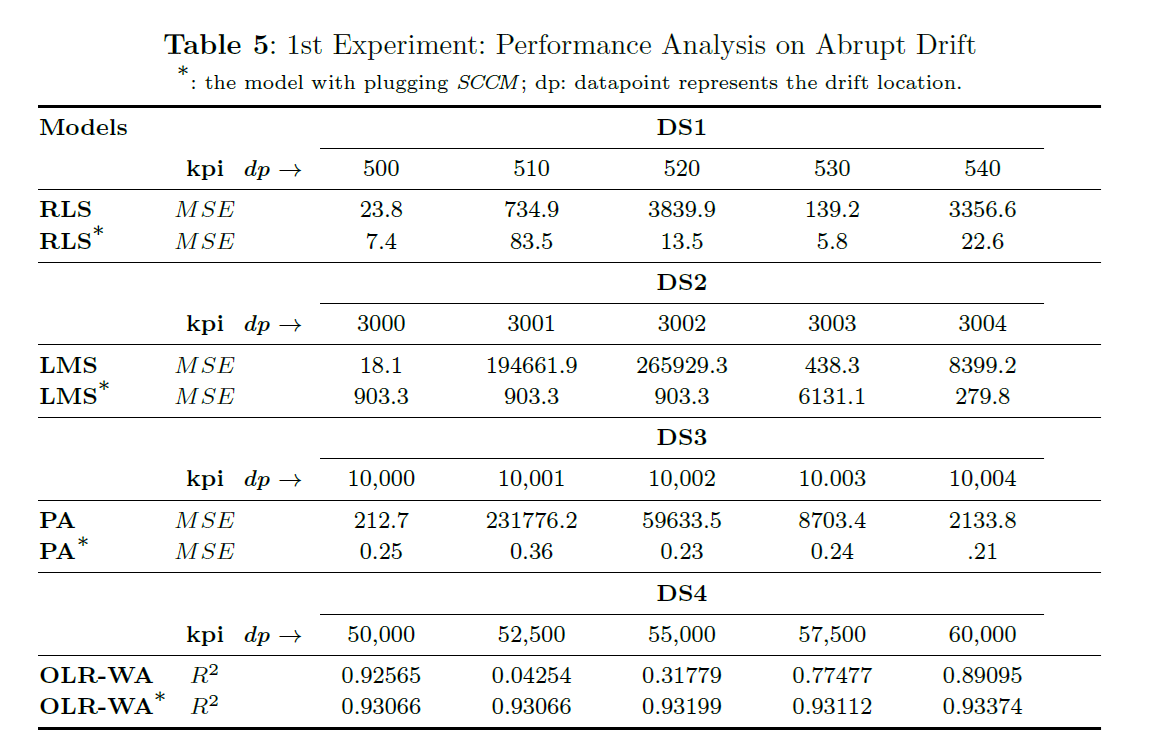 Table 5: 1st Experiment: Performance Analysis on Abrupt Drift
*: the model with plugging SCCM; dp: datapoint represents the drift location.
Models DS1
kpi dp → 500 510 520 530 540
RLS MSE 23.8 734.9 3839.9 139.2 3356.6
RLS* MSE 7.4 83.5 13.5 5.8 22.6
DS2
kpi dp → 3000 3001 3002 3003 3004
LMS MSE 18.1 194661.9 265929.3 438.3 8399.2
LMS* MSE 903.3 903.3 903.3 6131.1 279.8
DS3
kpi dp → 10,000 10,001 10,002 10.003 10,004
PA MSE 212.7 231776.2 59633.5 8703.4 2133.8
PA* MSE 0.25 0.36 0.23 0.24 .21
DS4
kpi dp → 50,000 52,500 55,000 57,500 60,000
OLR-WA R² 0.92565 0.04254 0.31779 0.77477 0.89095
OLR-WA* R² 0.93066 0.93066 0.93199 0.93112 0.93374